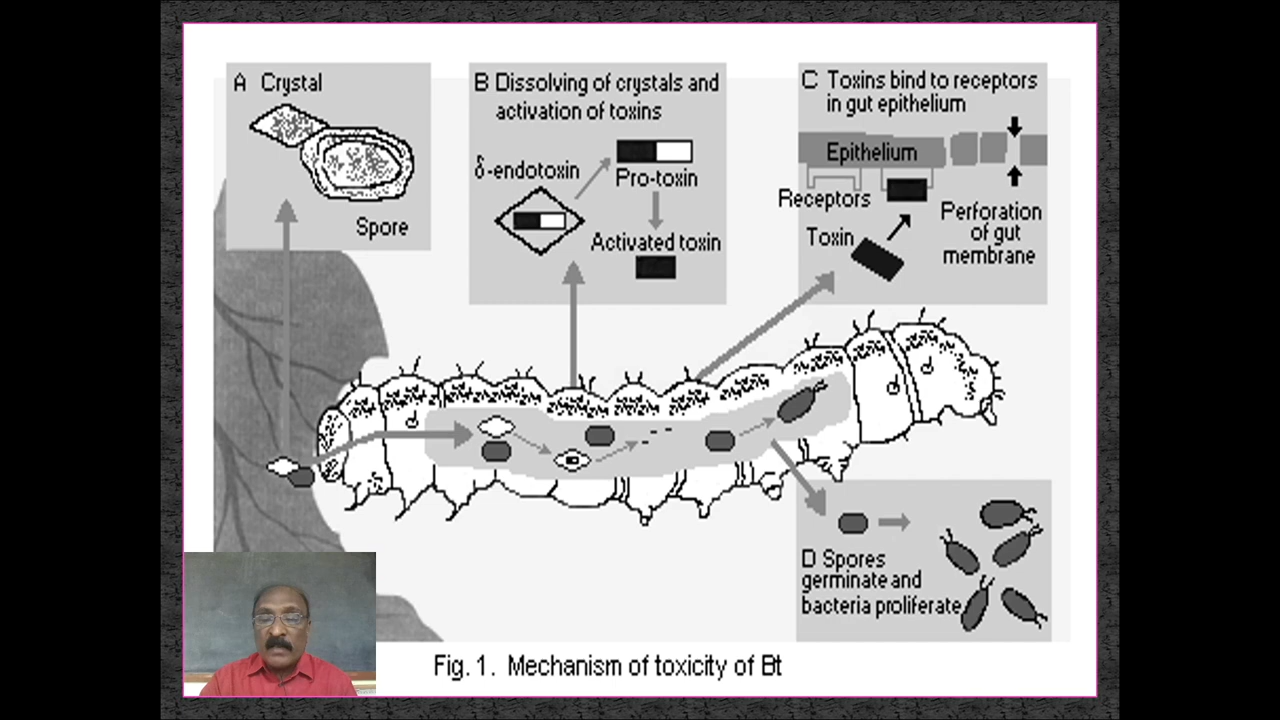 A Crystal
Spore
B Dissolving of crystals and
activation of toxins
δ-endotoxin
Pro-toxin
Activated toxin
C Toxins bind to receptors
in gut epithelium
Epithelium
Receptors
Toxin
Perforation
of gut
membrane
D Spores
germinate and
bacteria proliferate
Fig. 1. Mechanism of toxicity of Bt